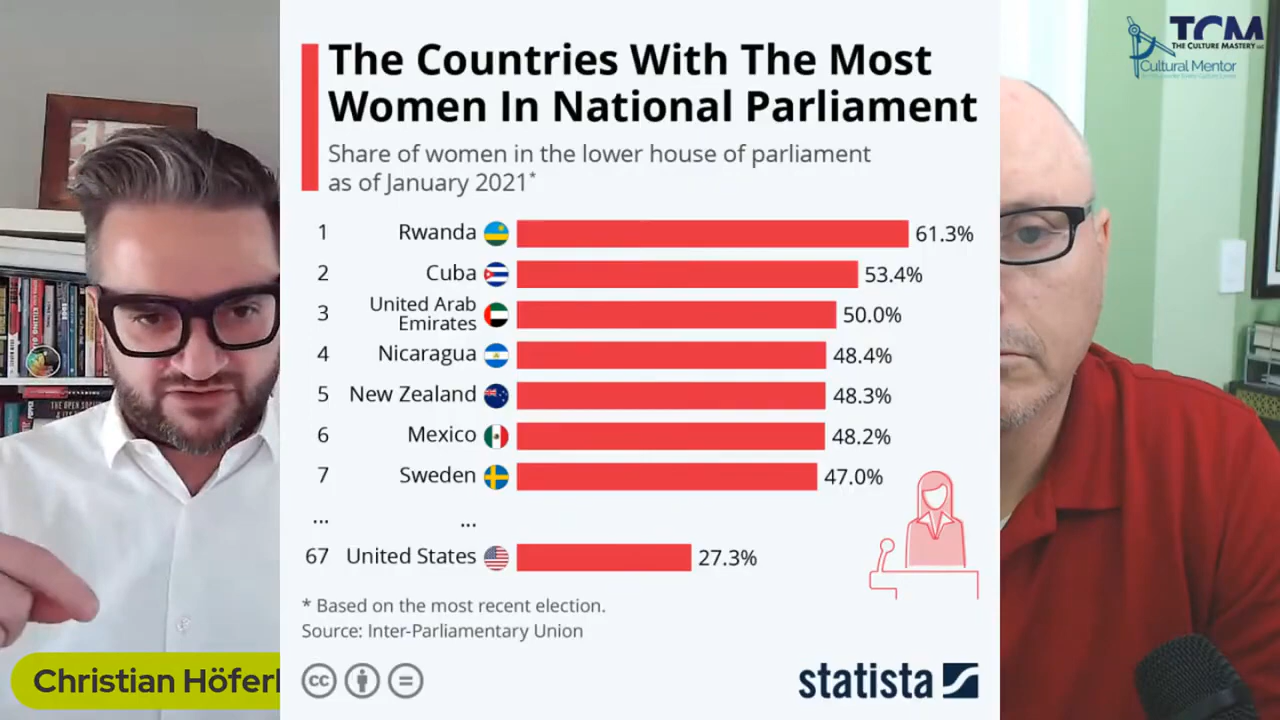 The Countries With The Most
Women In National Parliament
Share of women in the lower house of parliament
as of January 2021*
1 Rwanda 61.3%
2 Cuba 53.4%
3 United Arab
Emirates 50.0%
4 Nicaragua 48.4%
5 New Zealand 48.3%
6 Mexico 48.2%
7 Sweden 47.0%
... ...
67 United States 27.3%
* Based on the most recent election.
Source: Inter-Parliamentary Union
cc
statista
TCM
THE CULTURE MASTERY LLC
Cultural Mentor
THE OPEN
Christian Höferl